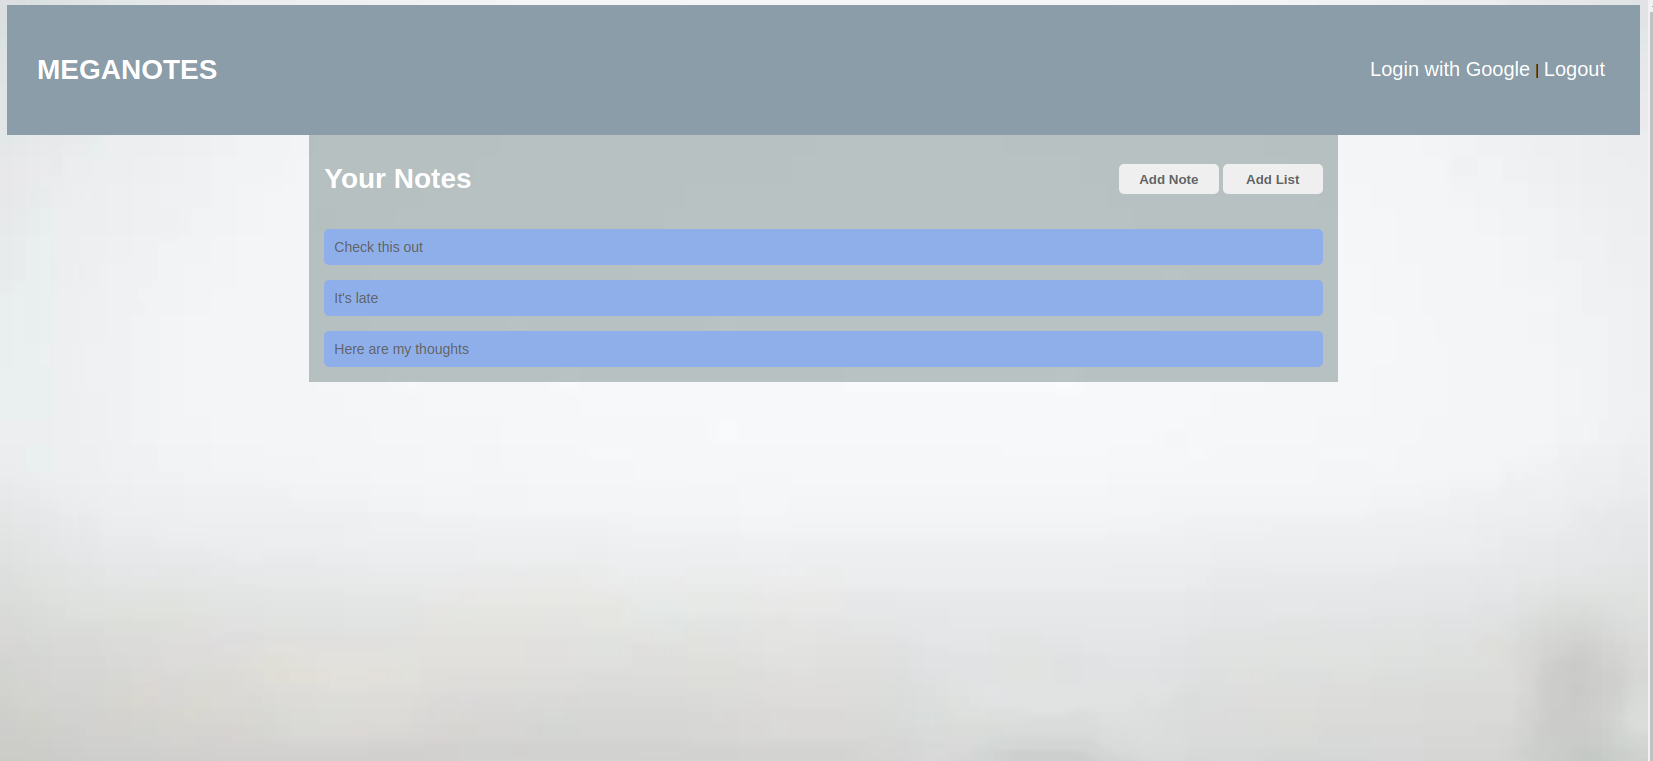 MEGANOTES
Login with Google | Logout
Your Notes
Add Note
Add List
Check this out
It's late
Here are my thoughts